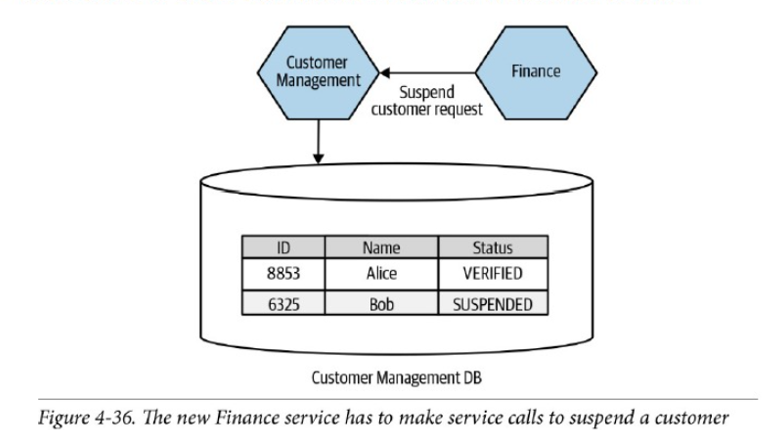 Customer
Management
Finance
Suspend
customer request
ID Name Status
8853 Alice VERIFIED
6325 Bob SUSPENDED
Customer Management DB
Figure 4-36. The new Finance service has to make service calls to suspend a customer